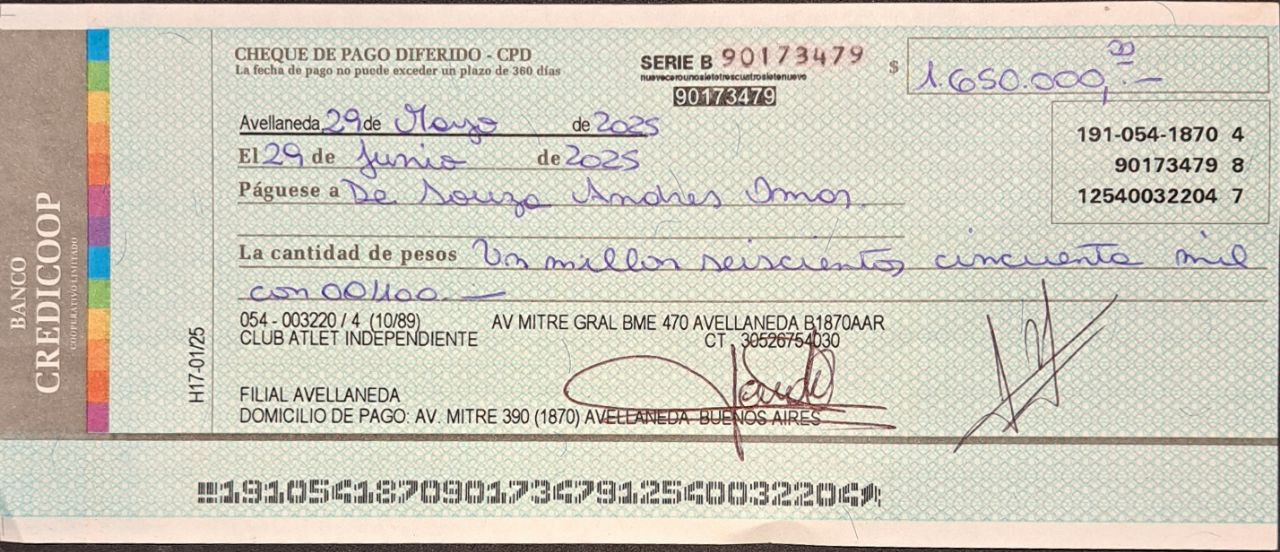 BANCO
CREDICOOP
COOPERATIVO LIMITADO
CHEQUE DE PAGO DIFERIDO - CPD
La fecha de pago no puede exceder un plazo de 360 días
SERIE B 90173479
nuevecerounosietetrescuatrosietenueve
90173479
$ 1.650.000,00.—
Avellaneda 29 de Mayo de 2025
El 29 de Junio de 2025
Páguese a De Souza Andres Omar
191-054-1870 4
90173479 8
12540032204 7
La cantidad de pesos Un millon seiscientos cincuenta mil
con 00/100.—
054 - 003220 / 4 (10/89) AV MITRE GRAL BME 470 AVELLANEDA B1870AAR
CLUB ATLET INDEPENDIENTE CT . 30526754030
H17-01/25
FILIAL AVELLANEDA
DOMICILIO DE PAGO: AV. MITRE 390 (1870) AVELLANEDA BUENOS AIRES
19105418709017347912540032204